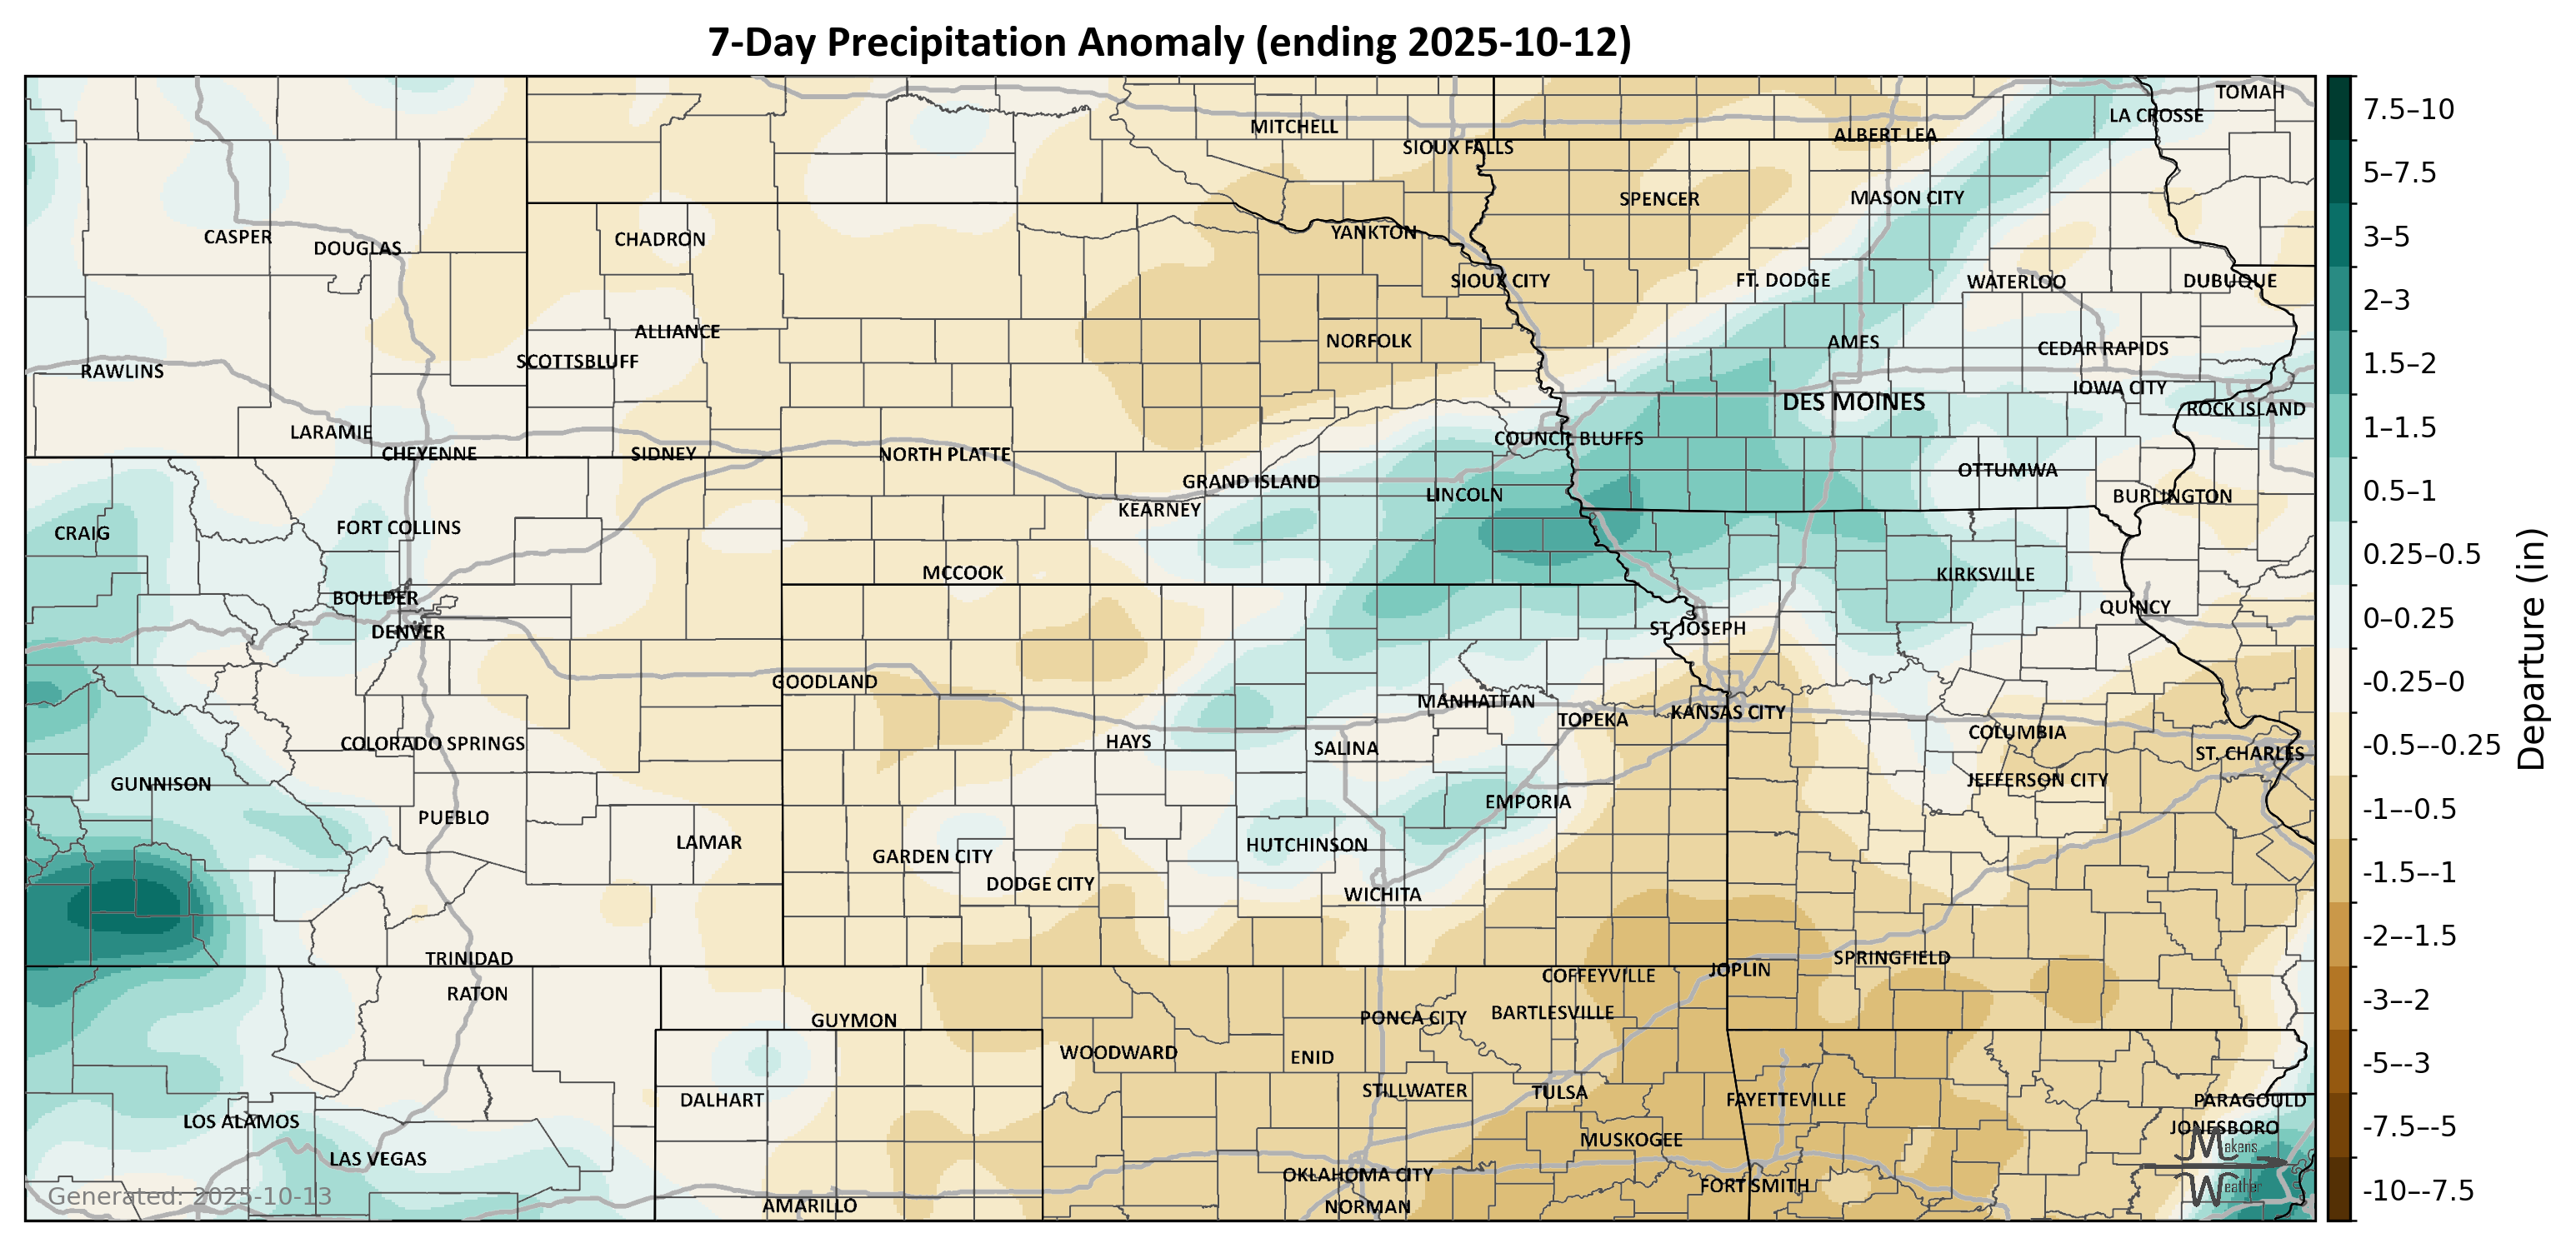 7-Day Precipitation Anomaly (ending 2025-10-12)
TOMAH
LA CROSSE
MITCHELL
ALBERT LEA
SIOUX FALLS
SPENCER
MASON CITY
CASPER
DOUGLAS
CHADRON
YANKTON
SIOUX CITY
FT. DODGE
WATERLOO
DUBUQUE
ALLIANCE
NORFOLK
AMES
CEDAR RAPIDS
SCOTTSBLUFF
RAWLINS
IOWA CITY
DES MOINES
ROCK ISLAND
LARAMIE
COUNCIL BLUFFS
CHEYENNE
SIDNEY
NORTH PLATTE
OTTUMWA
GRAND ISLAND
LINCOLN
BURLINGTON
KEARNEY
CRAIG
FORT COLLINS
MCCOOK
KIRKSVILLE
BOULDER
QUINCY
DENVER
ST. JOSEPH
GOODLAND
MANHATTAN
KANSAS CITY
TOPEKA
COLUMBIA
COLORADO SPRINGS
HAYS
SALINA
ST. CHARLES
GUNNISON
JEFFERSON CITY
EMPORIA
PUEBLO
LAMAR
HUTCHINSON
GARDEN CITY
DODGE CITY
WICHITA
TRINIDAD
SPRINGFIELD
JOPLIN
COFFEYVILLE
RATON
GUYMON
PONCA CITY
BARTLESVILLE
WOODWARD
ENID
STILLWATER
TULSA
DALHART
FAYETTEVILLE
PARAGOULD
LOS ALAMOS
JONESBORO
MUSKOGEE
LAS VEGAS
OKLAHOMA CITY
FORT SMITH
AMARILLO
NORMAN
Makens
Weather
Generated: 2025-10-13
7.5–10
5–7.5
3–5
2–3
1.5–2
1–1.5
0.5–1
0.25–0.5
0–0.25
-0.25–0
-0.5–-0.25
-1–-0.5
-1.5–-1
-2–-1.5
-3–-2
-5–-3
-7.5–-5
-10–-7.5
Departure (in)